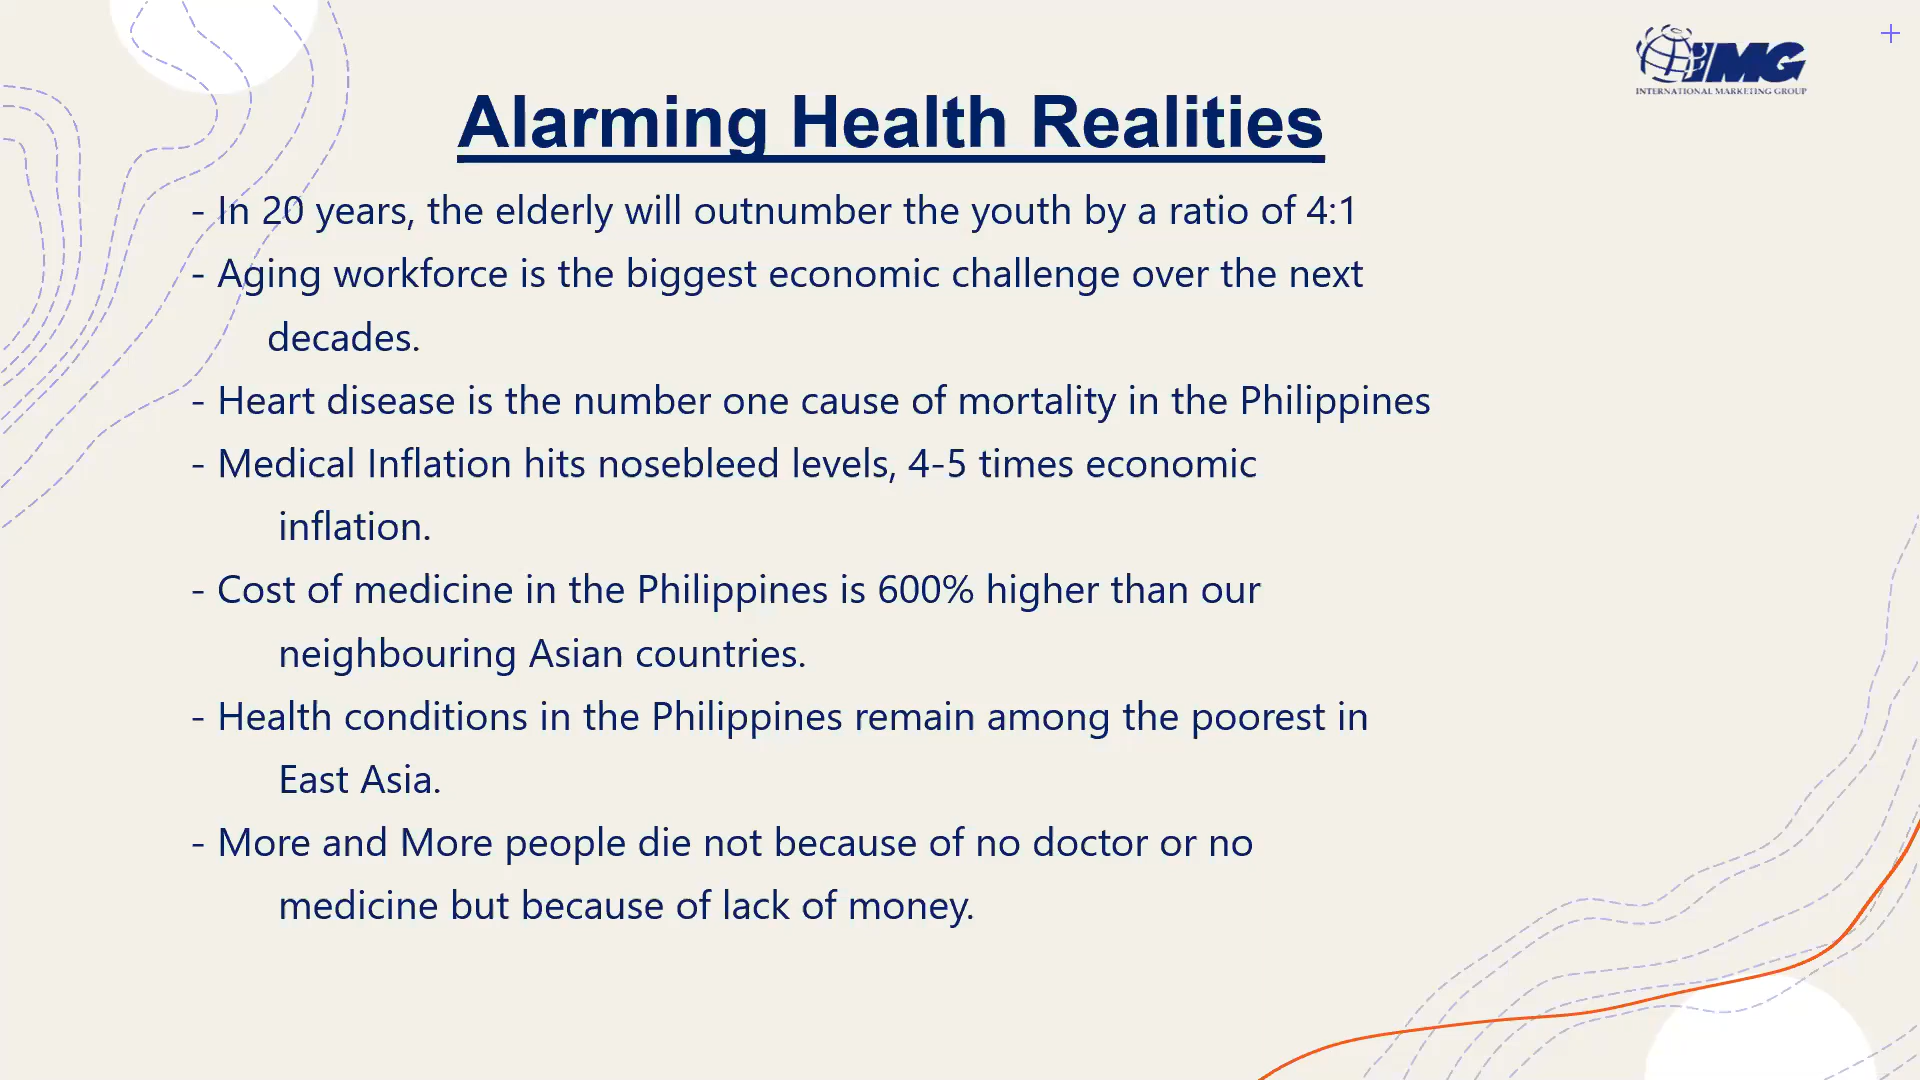 IMG
INTERNATIONAL MARKETING GROUP
Alarming Health Realities
- In 20 years, the elderly will outnumber the youth by a ratio of 4:1
- Aging workforce is the biggest economic challenge over the next
decades.
- Heart disease is the number one cause of mortality in the Philippines
- Medical Inflation hits nosebleed levels, 4-5 times economic
inflation.
- Cost of medicine in the Philippines is 600% higher than our
neighbouring Asian countries.
- Health conditions in the Philippines remain among the poorest in
East Asia.
- More and More people die not because of no doctor or no
medicine but because of lack of money.